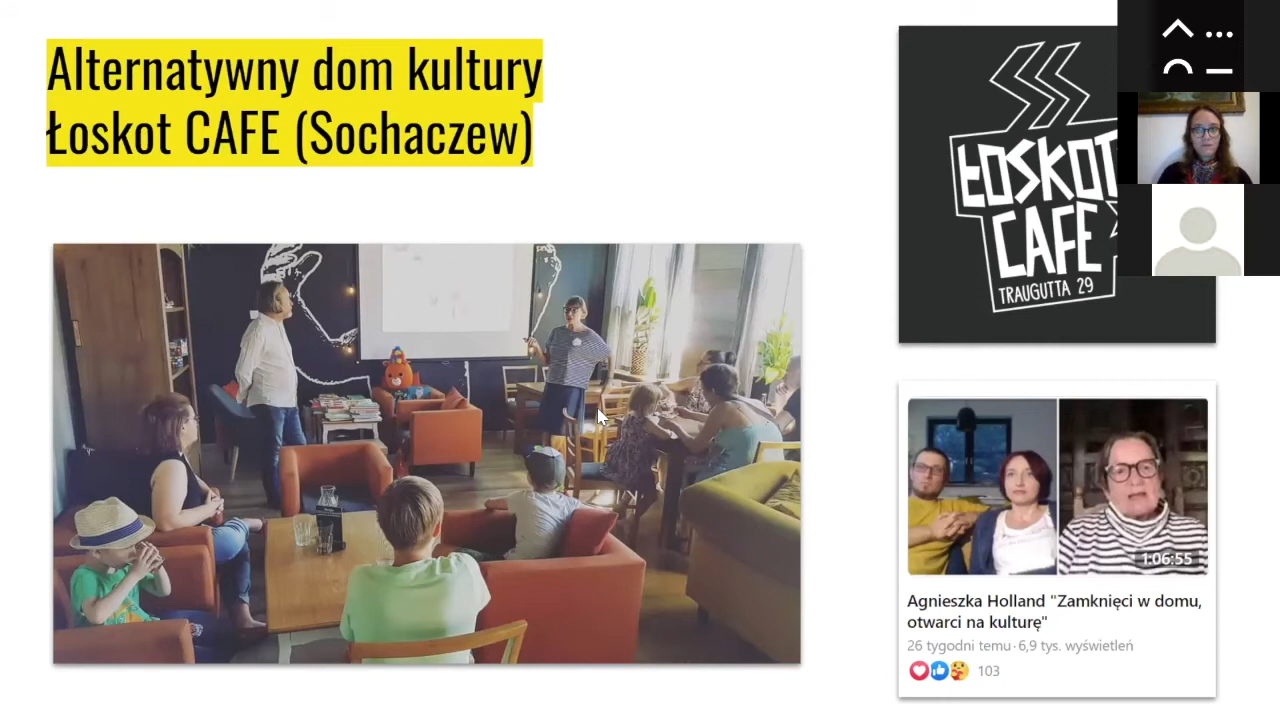 Alternatywny dom kultury
Łoskot CAFE (Sochaczew)
ŁOSKOT
CAFE
TRAUGUTTA 29
1:06:55
Agnieszka Holland "Zamknięci w domu,
otwarci na kulturę"
26 tygodni temu · 6,9 tys. wyświetleń
103